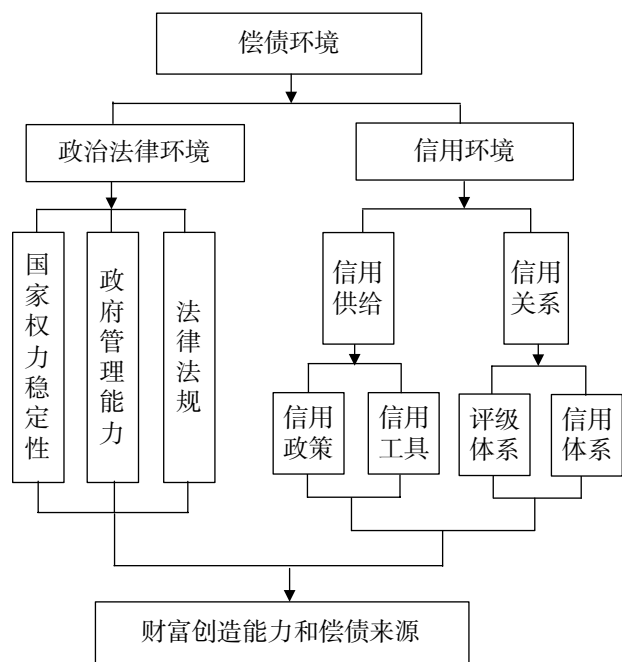 偿债环境
政治法律环境
信用环境
国家权力稳定性
政府管理能力
法律法规
信用
供给
信用
关系
信用
政策
信用
工具
评级
体系
信用
体系
财富创造能力和偿债来源